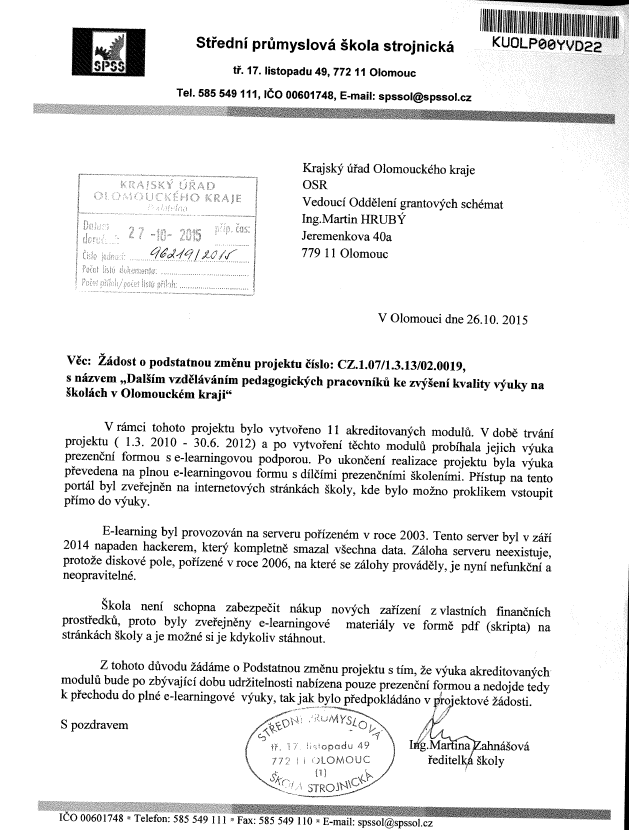 SPSS
Střední průmyslová škola strojnická
tř. 17. listopadu 49, 772 11 Olomouc
Tel. 585 549 111, IČO 00601748, E-mail: spssol@spssol.cz
KUOLP00YVD22
KRAJSKÝ ÚŘAD
OLOMOUCKÉHO KRAJE
Datum
doruč.: 27-10-2015 příp. čas:
Číslo jednací: 96219/2015
Počet listů dokumentu:
Počet příloh/počet listů příloh:
Krajský úřad Olomouckého kraje
OSR
Vedoucí Oddělení grantových schémat
Ing.Martin HRUBÝ
Jeremenkova 40a
779 11 Olomouc
V Olomouci dne 26.10. 2015
Věc: Žádost o podstatnou změnu projektu číslo: CZ.1.07/1.3.13/02.0019,
s názvem „Dalším vzděláváním pedagogických pracovníků ke zvýšení kvality výuky na
školách v Olomouckém kraji“
V rámci tohoto projektu bylo vytvořeno 11 akreditovaných modulů. V době trvání
projektu ( 1.3. 2010 - 30.6. 2012) a po vytvoření těchto modulů probíhala jejich výuka
prezenční formou s e-learningovou podporou. Po ukončení realizace projektu byla výuka
převedena na plnou e-learningovou formu s dílčími prezenčními školeními. Přístup na tento
portál byl zveřejněn na internetových stránkách školy, kde bylo možno proklikem vstoupit
přímo do výuky.
E-learning byl provozován na serveru pořízeném v roce 2003. Tento server byl v září
2014 napaden hackerem, který kompletně smazal všechna data. Záloha serveru neexistuje,
protože diskové pole, pořízené v roce 2006, na které se zálohy prováděly, je nyní nefunkční a
neopravitelné.
Škola není schopna zabezpečit nákup nových zařízení z vlastních finančních
prostředků, proto byly zveřejněny e-learningové materiály ve formě pdf (skripta) na
stránkách školy a je možné si je kdykoliv stáhnout.
Z tohoto důvodu žádáme o Podstatnou změnu projektu s tím, že výuka akreditovaných
modulů bude po zbývající dobu udržitelnosti nabízena pouze prezenční formou a nedojde tedy
k přechodu do plné e-learningové výuky, tak jak bylo předpokládáno v projektové žádosti.
S pozdravem
STŘEDNÍ PRŮMYSLOVÁ
tř. 17. listopadu 49
772 11 OLOMOUC
(1)
ŠKOLA STROJNICKÁ
Ing.Martina Zahnášová
ředitelka školy
IČO 00601748 * Telefon: 585 549 111 * Fax: 585 549 110 * E-mail: spssol@spssol.cz